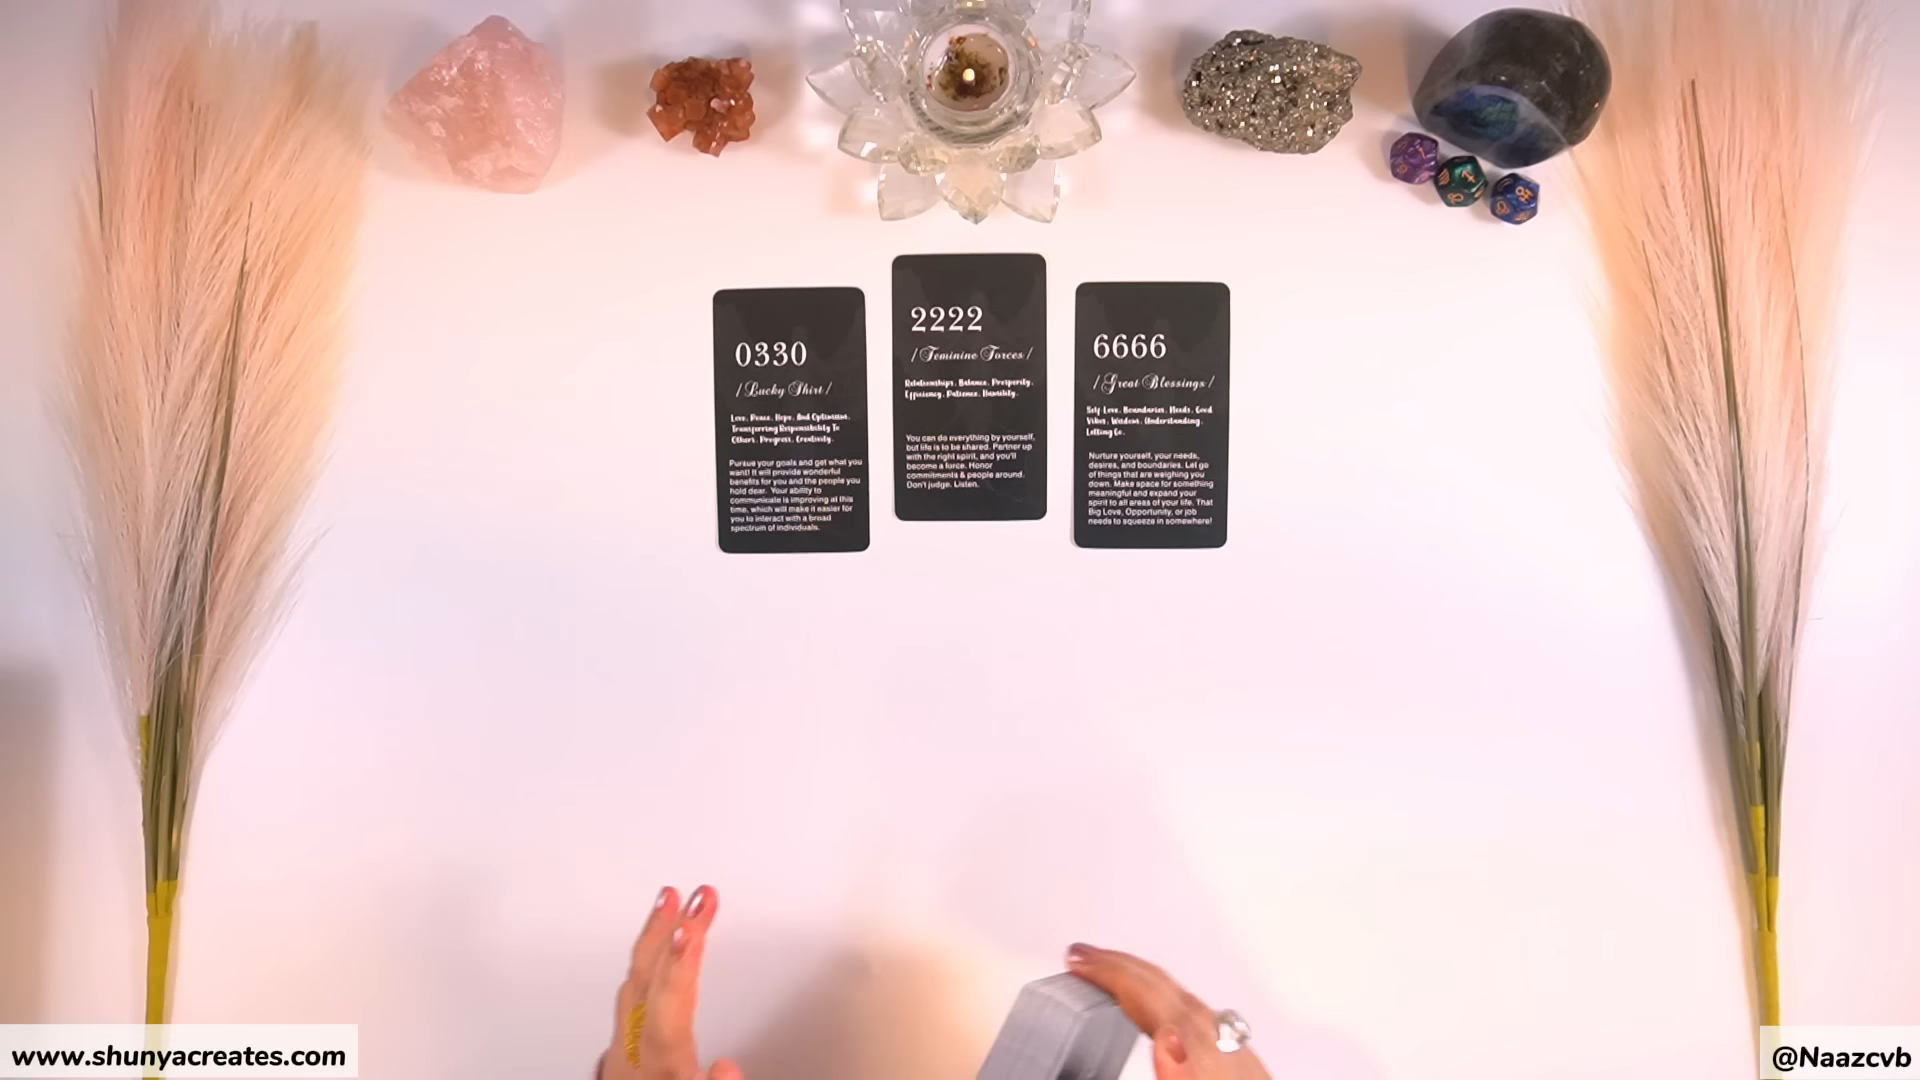 0330
/Lucky Shirt/
Love, Peace, Hope, And Optimism,
Transferring Responsibility To
Others, Progress, Creativity.
Pursue your goals and get what you
want! It will provide wonderful
benefits for you and the people you
hold dear. Your ability to
communicate is improving at this
time, which will make it easier for
you to interact with a broad
spectrum of individuals.
2222
/Feminine Forces/
Relationships, Balance, Prosperity,
Efficiency, Patience, Humility.
You can do everything by yourself,
but life is to be shared. Partner up
with the right spirit, and you'll
become a force. Honor
commitments & people around.
Don't judge. Listen.
6666
/Great Blessings/
Self Love, Boundaries, Needs, Good
Vibes, Wisdom, Understanding,
Letting Go.
Nurture yourself, your needs,
desires, and boundaries. Let go
of things that are weighing you
down. Make space for something
meaningful and expand your
spirit to all areas of your life. That
Big Love, Opportunity, or job
needs to squeeze in somewhere!
www.shunyacreates.com
@Naazcvb